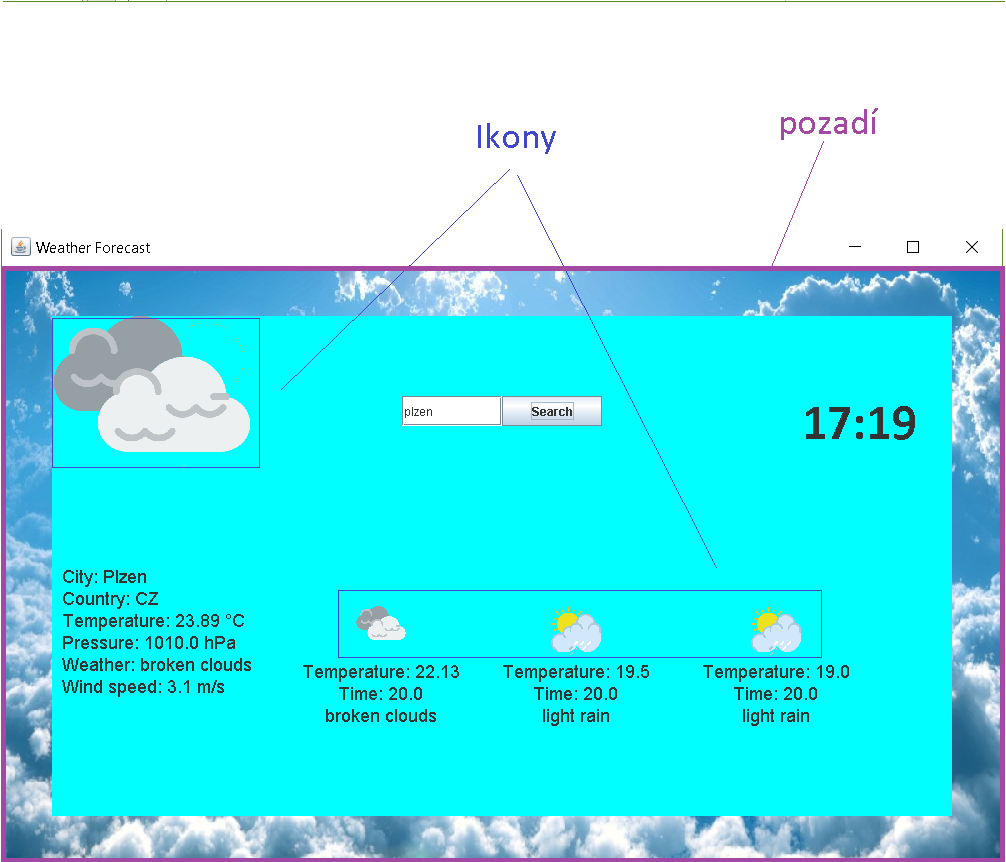 pozadí
Ikony
Weather Forecast
plzen Search
17:19
City: Plzen
Country: CZ
Temperature: 23.89 °C
Pressure: 1010.0 hPa
Weather: broken clouds
Wind speed: 3.1 m/s
Temperature: 22.13 Temperature: 19.5 Temperature: 19.0
Time: 20.0 Time: 20.0 Time: 20.0
broken clouds light rain light rain